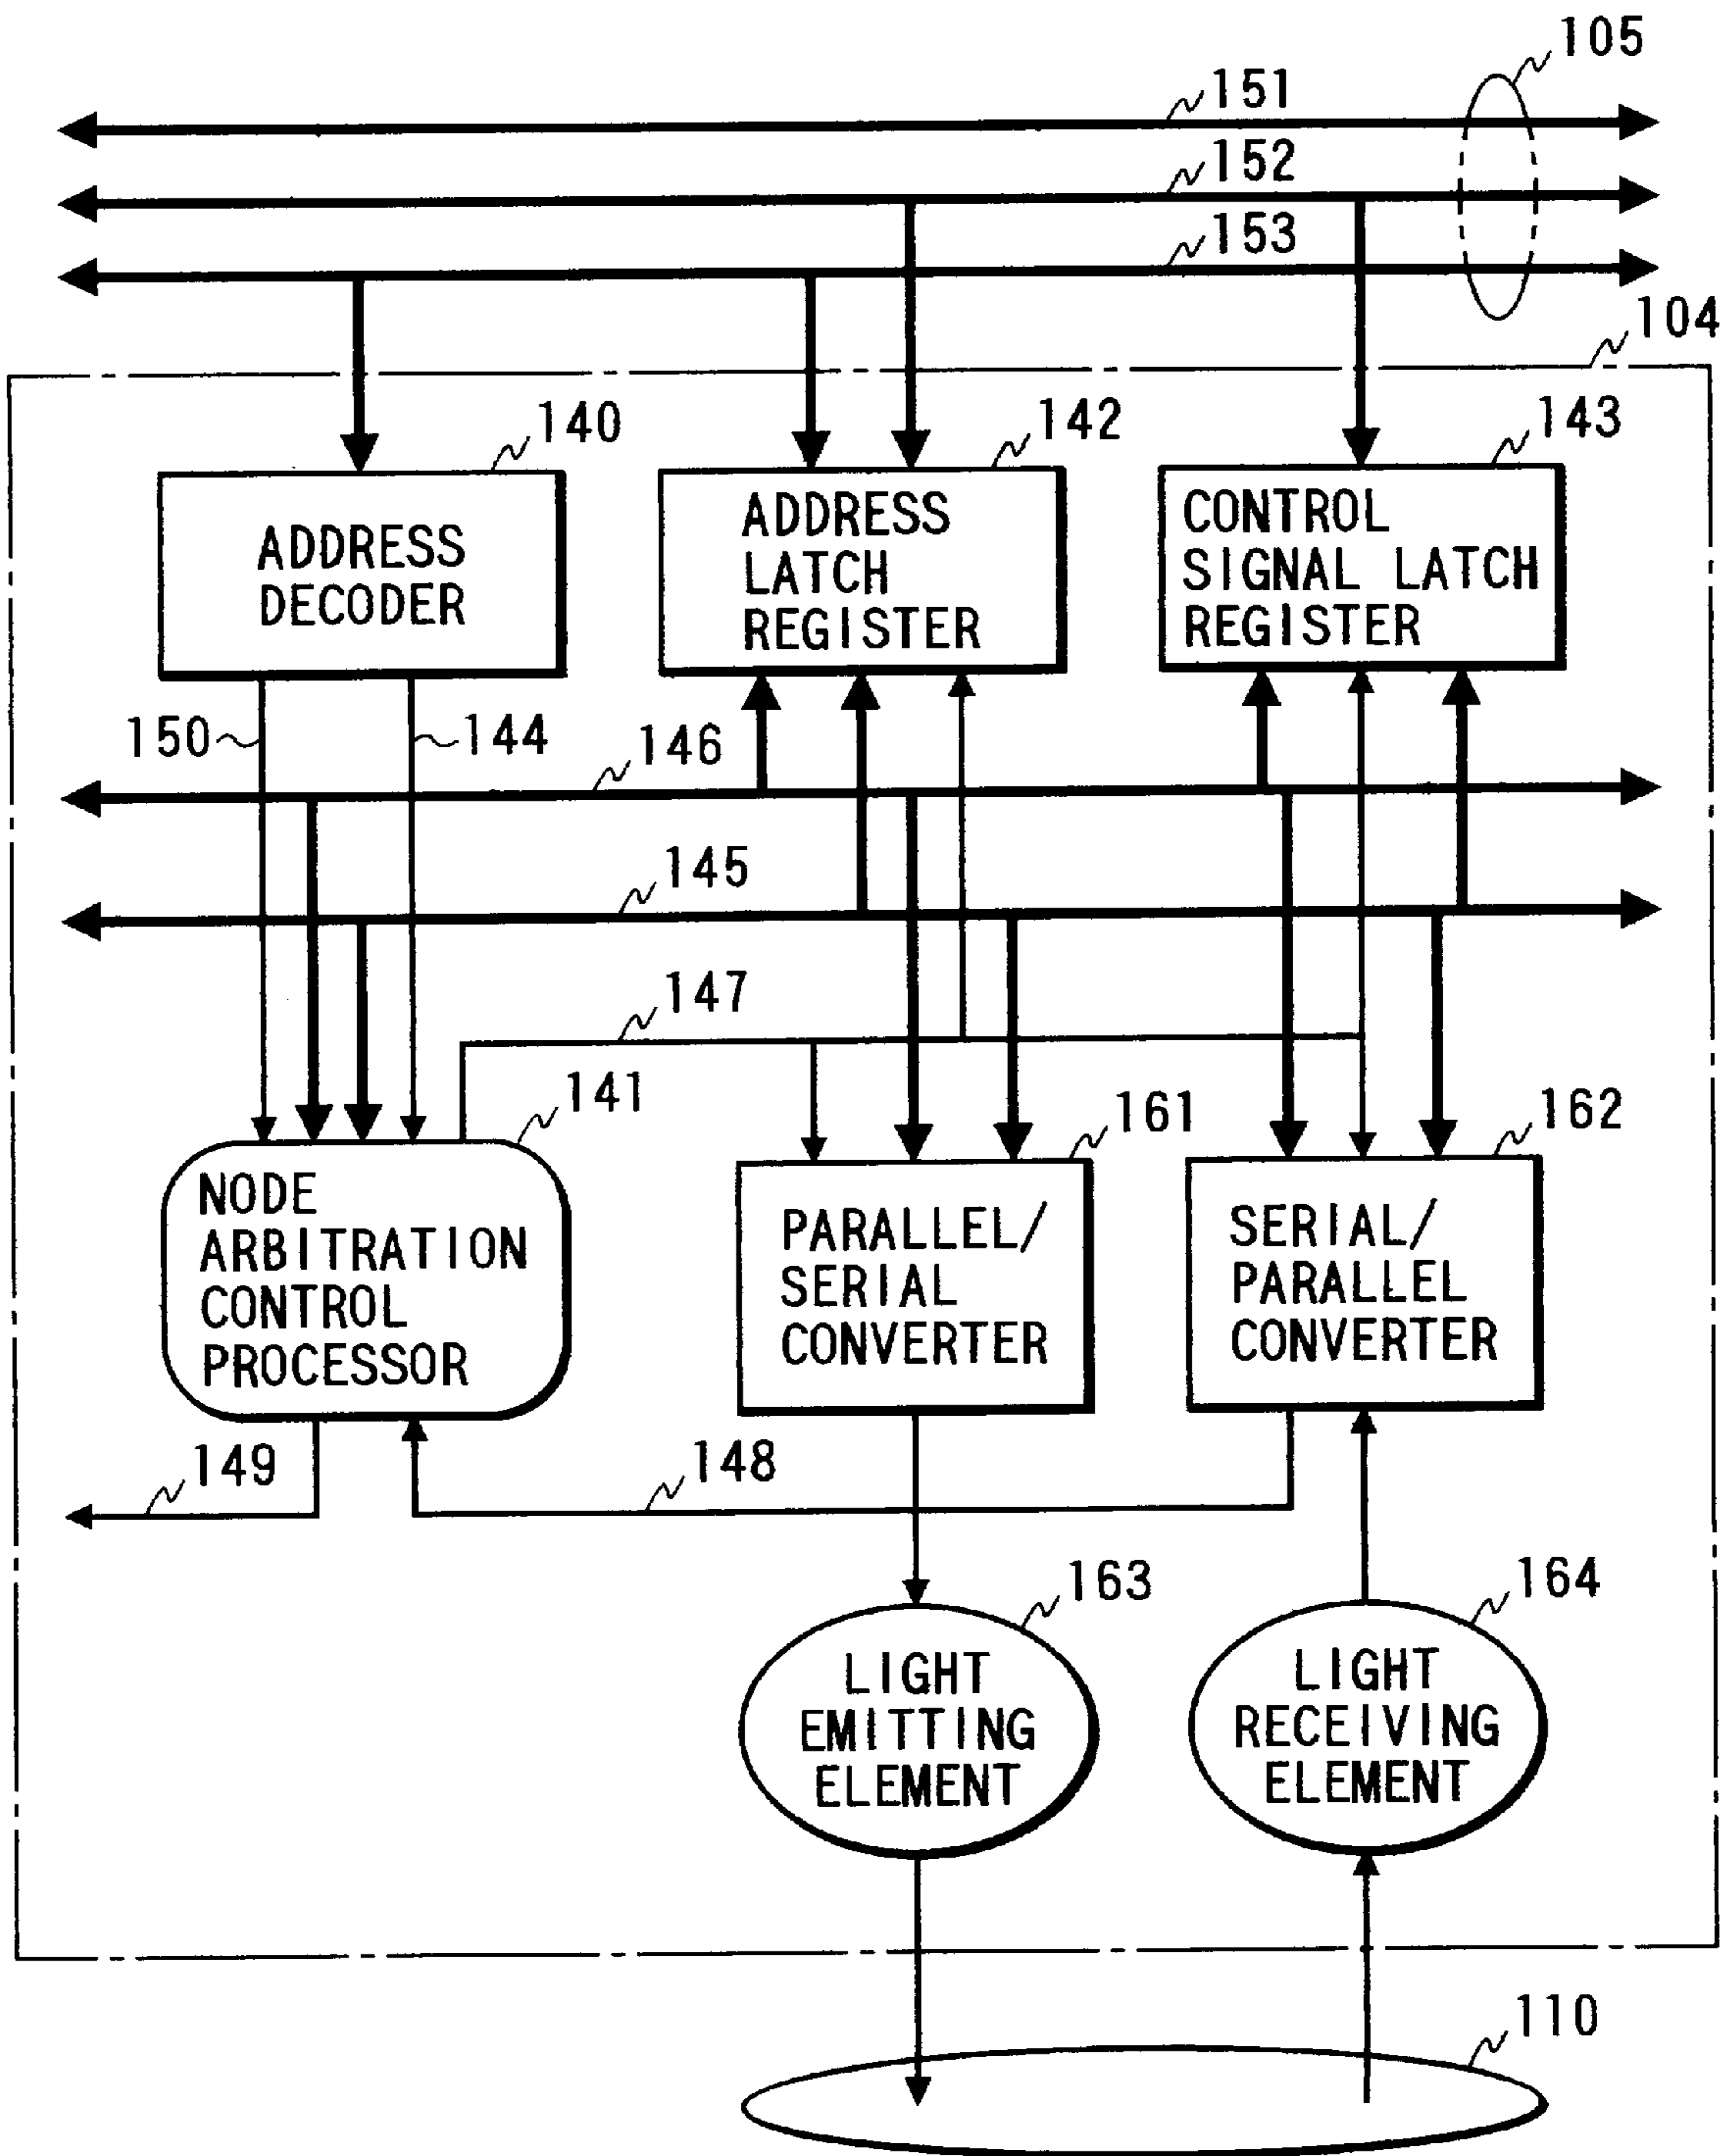 105
151
152
153
104
140
142
143
ADDRESS
DECODER
ADDRESS
LATCH
REGISTER
CONTROL
SIGNAL LATCH
REGISTER
150
144
146
145
147
141
161
162
NODE
ARBITRATION
CONTROL
PROCESSOR
PARALLEL/
SERIAL
CONVERTER
SERIAL/
PARALLEL
CONVERTER
149
148
163
164
LIGHT
EMITTING
ELEMENT
LIGHT
RECEIVING
ELEMENT
110